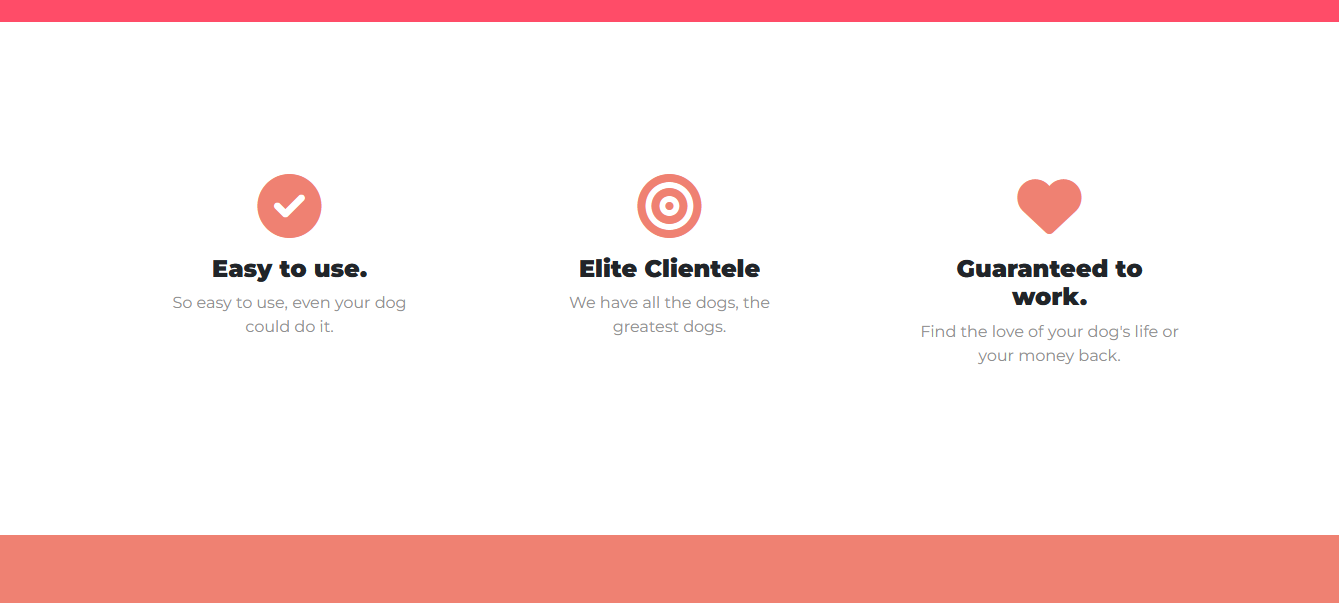 Easy to use.
So easy to use, even your dog
could do it.
Elite Clientele
We have all the dogs, the
greatest dogs.
Guaranteed to
work.
Find the love of your dog's life or
your money back.